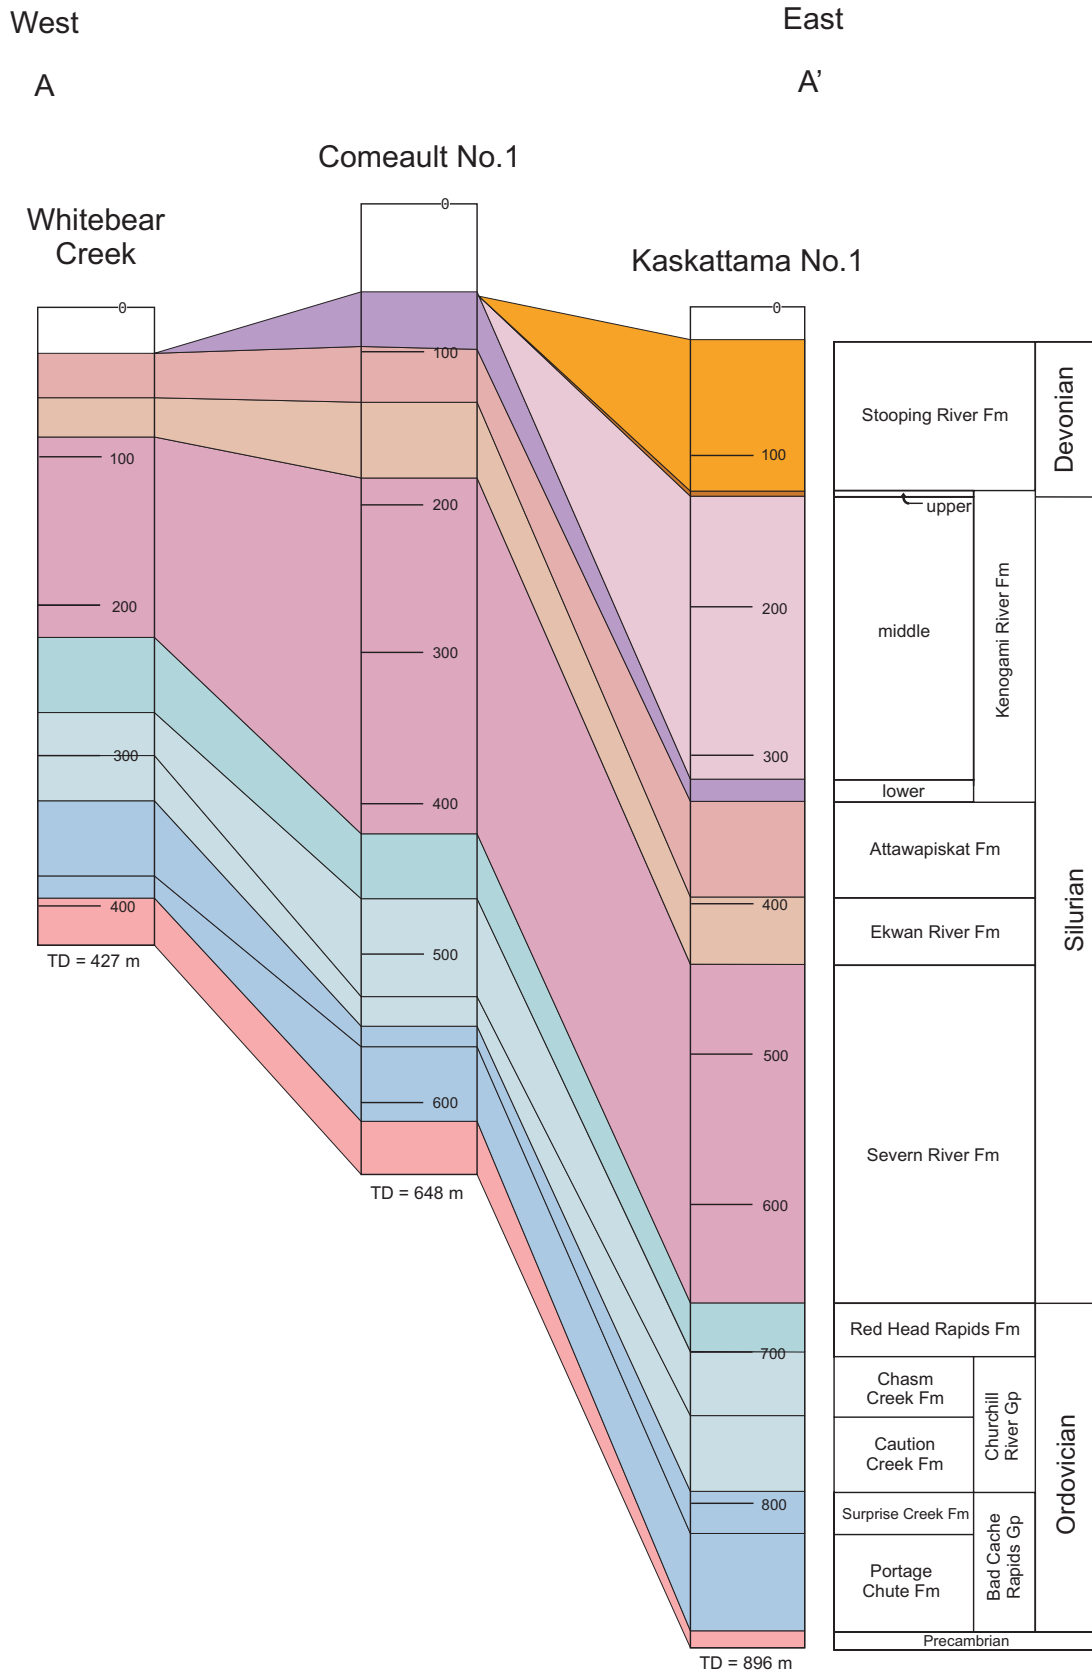 West
East
A
A’
Comeault No.1
Whitebear
Creek
Kaskattama No.1
0
100
200
300
400
TD = 427 m
0
100
200
300
400
500
600
TD = 648 m
0
100
200
300
400
500
600
700
800
TD = 896 m
Stooping River Fm
Devonian
upper
middle
lower
Kenogami River Fm
Attawapiskat Fm
Ekwan River Fm
Severn River Fm
Silurian
Red Head Rapids Fm
Chasm
Creek Fm
Caution
Creek Fm
Churchill
River Gp
Surprise Creek Fm
Portage
Chute Fm
Bad Cache
Rapids Gp
Ordovician
Precambrian